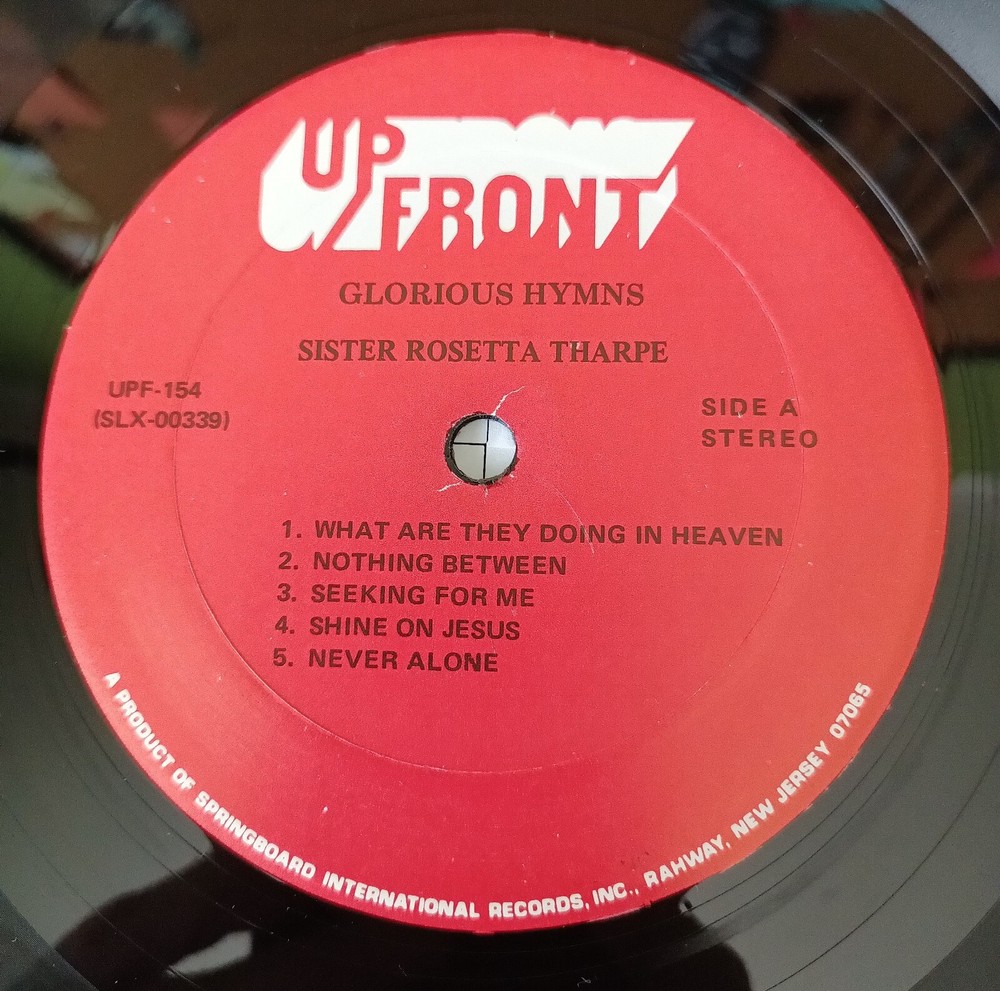 UP
FRONT
GLORIOUS HYMNS
SISTER ROSETTA THARPE
UPF-154
(SLX-00339)
SIDE A
STEREO
1. WHAT ARE THEY DOING IN HEAVEN
2. NOTHING BETWEEN
3. SEEKING FOR ME
4. SHINE ON JESUS
5. NEVER ALONE
A PRODUCT OF SPRINGBOARD INTERNATIONAL RECORDS, INC., RAHWAY, NEW JERSEY 07065